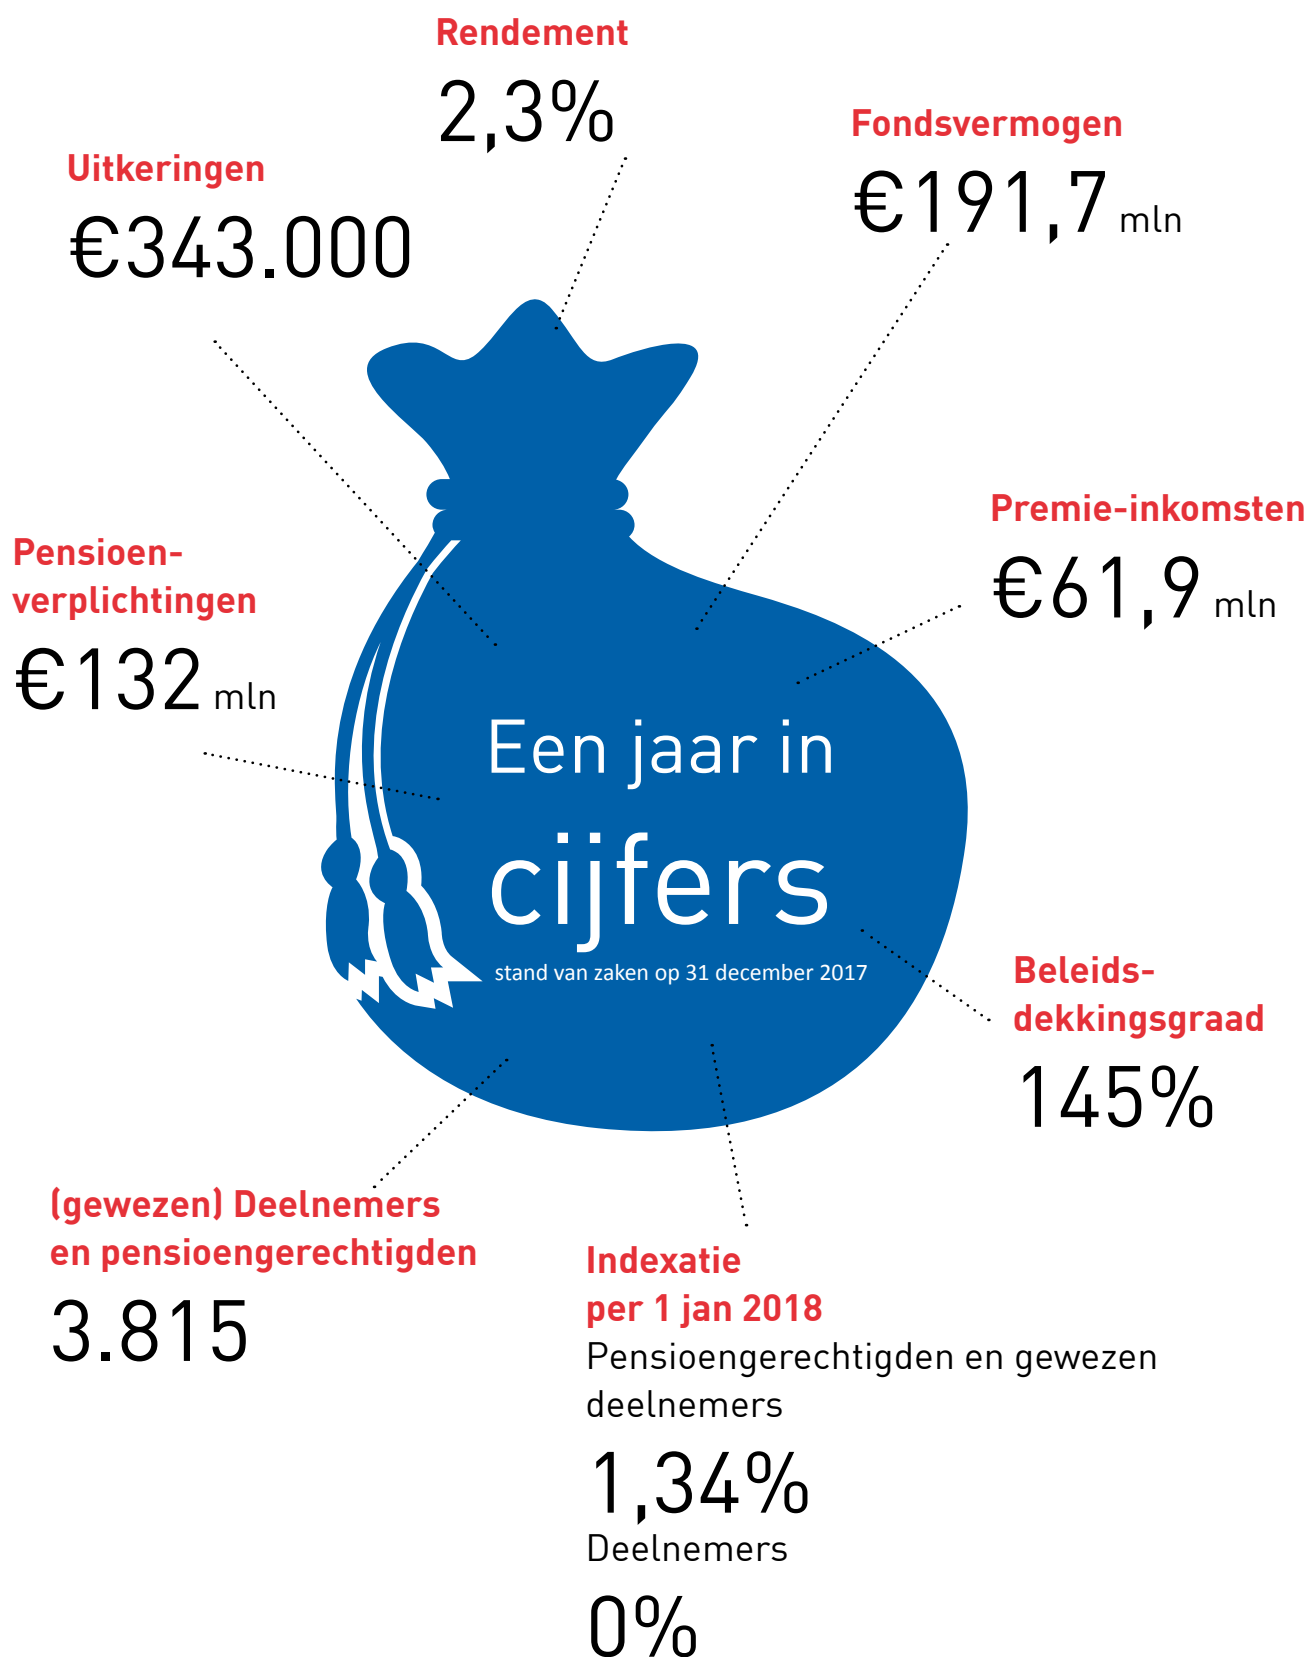 Rendement
2,3%
Fondsvermogen
€191,7 mln
Uitkeringen
€343.000
Premie-inkomsten
€61,9 mln
Pensioen-
verplichtingen
€132 mln
Een jaar in
cijfers
stand van zaken op 31 december 2017
Beleids-
dekkingsgraad
145%
(gewezen) Deelnemers
en pensioengerechtigden
3.815
Indexatie
per 1 jan 2018
Pensioengerechtigden en gewezen
deelnemers
1,34%
Deelnemers
0%